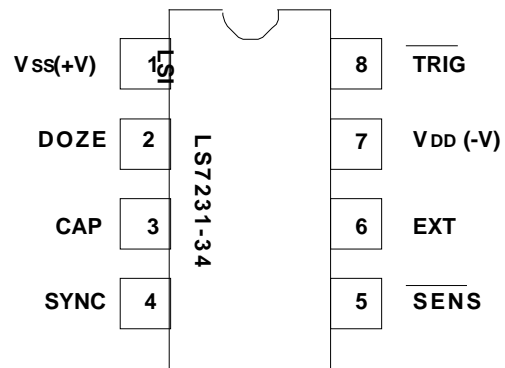 VSS(+V) 1 LSI 8 TRIG
DOZE 2 7 VDD (-V)
LS7231-34
CAP 3 6 EXT
SYNC 4 5 SENS